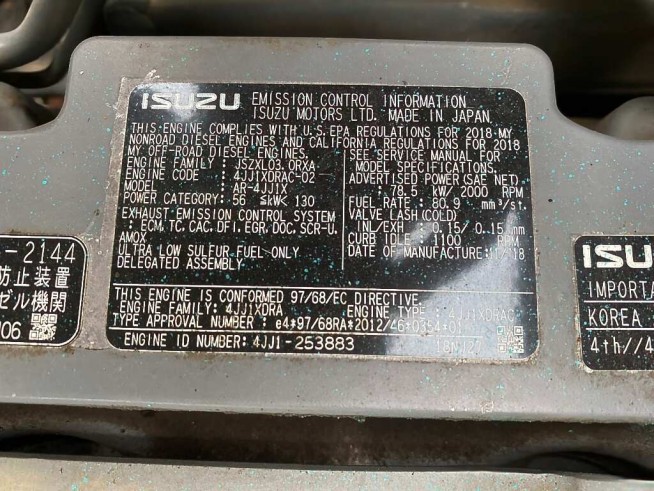 ISUZU EMISSION CONTROL INFORMATION
ISUZU MOTORS LTD. MADE IN JAPAN
THIS ENGINE COMPLIES WITH U.S.EPA REGULATIONS FOR 2018 MY
NONROAD DIESEL ENGINES AND CALIFORNIA REGULATIONS FOR 2018
MY OFF-ROAD DIESEL ENGINES.
ENGINE FAMILY : JSZXL03.0RXA
ENGINE CODE : 4JJ1XDRAC-02
MODEL : AR-4JJ1X
POWER CATEGORY: 56 ≤kW< 130
EXHAUST EMISSION CONTROL SYSTEM
: ECM, TC, CAC, DFI, EGR, DOC, SCR-U,
AMOX
ULTRA LOW SULFUR FUEL ONLY
DELEGATED ASSEMBLY
SEE SERVICE MANUAL FOR
MODEL SPECIFICATIONS.
ADVERTISED POWER(SAE NET)
: 78.5 kW/ 2000 RPM
FUEL RATE: 80.9 mm³/st.
VALVE LASH(COLD)
IN/EXH : 0.15/ 0.15 mm
CURB IDLE: 1100 RPM
DATE OF MANUFACTURE: /18
THIS ENGINE IS CONFORMED 97/68/EC DIRECTIVE.
ENGINE FAMILY: 4JJ1XDRA ENGINE TYPE: 4JJ1XDRAC
TYPE APPROVAL NUMBER : e4*97/68RA*2012/46*0354*01
ENGINE ID NUMBER: 4JJ1-253883
-2144
防止装置
ゼル機関
006
ISU
IMPORTA
KOREA
4th//4